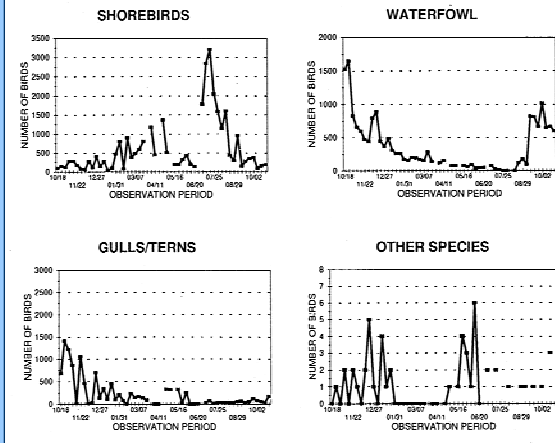 SHOREBIRDS
NUMBER OF BIRDS
3500
3000
2500
2000
1500
1000
500
0
10/18 12/27 03/07 05/16 07/25 10/02
11/22 01/31 04/11 06/20 08/29
OBSERVATION PERIOD
WATERFOWL
NUMBER OF BIRDS
2000
1500
1000
500
0
10/18 12/27 03/07 05/16 07/25 10/02
11/22 01/31 04/11 06/20 08/29
OBSERVATION PERIOD
GULLS/TERNS
NUMBER OF BIRDS
3000
2500
2000
1500
1000
500
0
10/18 12/27 03/07 05/16 07/25 10/02
11/22 01/31 04/11 06/20 08/29
OBSERVATION PERIOD
OTHER SPECIES
NUMBER OF BIRDS
8
7
6
5
4
3
2
1
0
10/18 12/27 03/07 05/16 07/25 10/02
11/22 01/31 04/11 06/20 08/29
OBSERVATION PERIOD